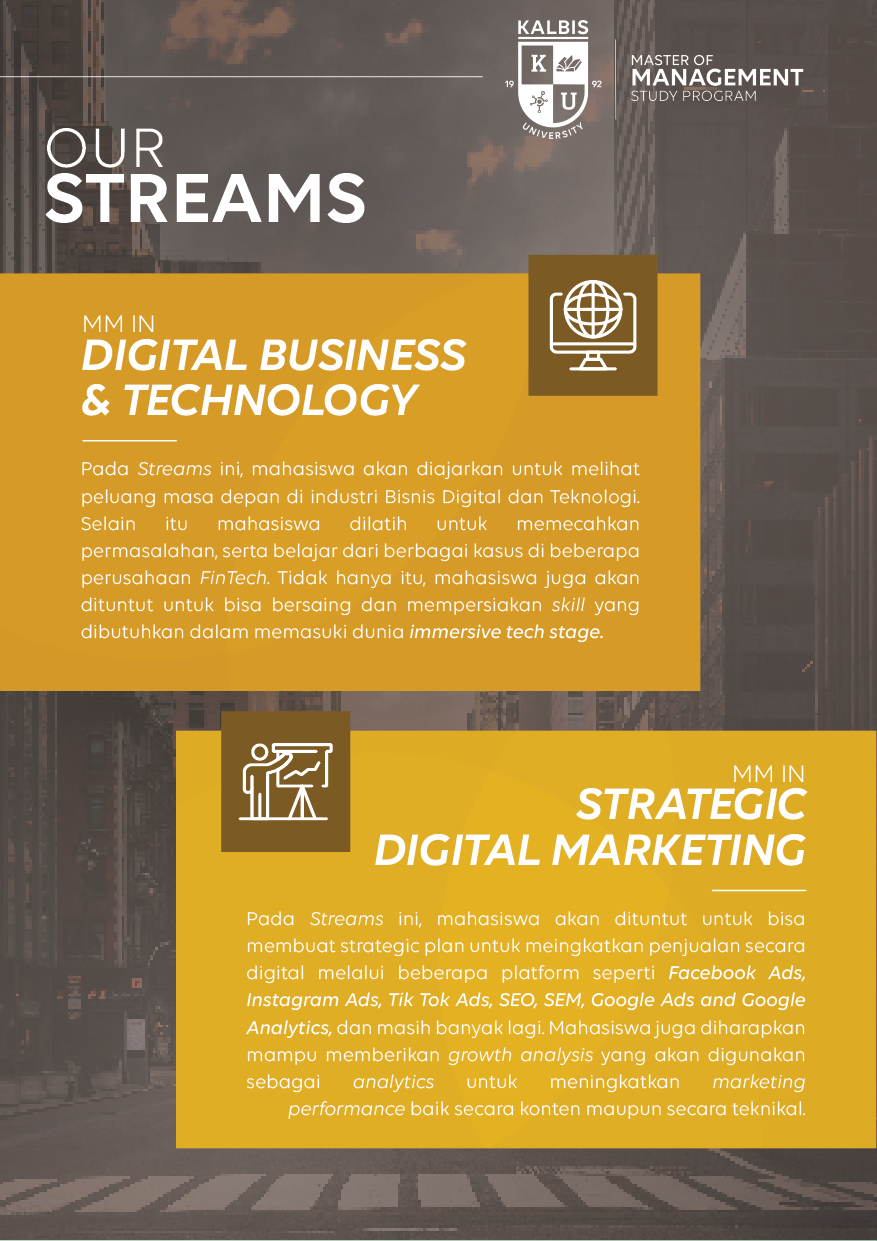 KALBIS
K
19
92
U
UNIVERSITY
MASTER OF
MANAGEMENT
STUDY PROGRAM
OUR
STREAMS
MM IN
DIGITAL BUSINESS
& TECHNOLOGY
Pada Streams ini, mahasiswa akan diajarkan untuk melihat
peluang masa depan di industri Bisnis Digital dan Teknologi.
Selain itu mahasiswa dilatih untuk memecahkan
permasalahan, serta belajar dari berbagai kasus di beberapa
perusahaan FinTech. Tidak hanya itu, mahasiswa juga akan
dituntut untuk bisa bersaing dan mempersiakan skill yang
dibutuhkan dalam memasuki dunia immersive tech stage.
MM IN
STRATEGIC
DIGITAL MARKETING
Pada Streams ini, mahasiswa akan dituntut untuk bisa
membuat strategic plan untuk meingkatkan penjualan secara
digital melalui beberapa platform seperti Facebook Ads,
Instagram Ads, Tik Tok Ads, SEO, SEM, Google Ads and Google
Analytics, dan masih banyak lagi. Mahasiswa juga diharapkan
mampu memberikan growth analysis yang akan digunakan
sebagai analytics untuk meningkatkan marketing
performance baik secara konten maupun secara teknikal.